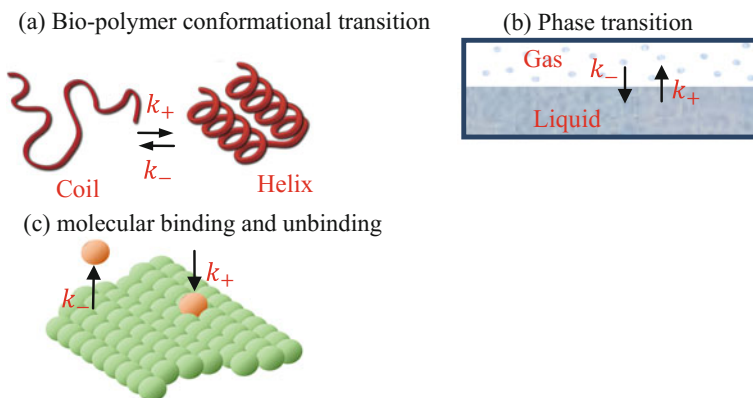 (a) Bio-polymer conformational transition
k₊
k₋
Coil
Helix
(b) Phase transition
Gas
k₋
k₊
Liquid
(c) molecular binding and unbinding
k₋
k₊